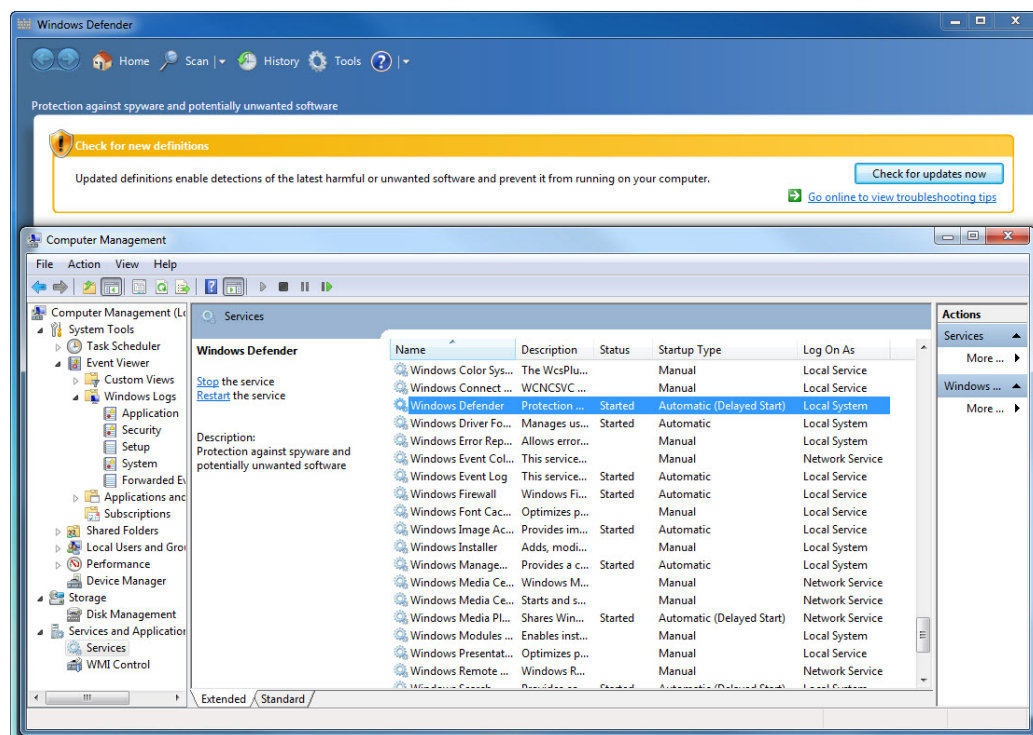 Windows Defender
Home Scan History Tools
Protection against spyware and potentially unwanted software
Check for new definitions
Updated definitions enable detections of the latest harmful or unwanted software and prevent it from running on your computer.
Check for updates now
Go online to view troubleshooting tips
Computer Management
File Action View Help
Computer Management (Lo
System Tools
Task Scheduler
Event Viewer
Custom Views
Windows Logs
Application
Security
Setup
System
Forwarded Ev
Applications and
Subscriptions
Shared Folders
Local Users and Grou
Performance
Device Manager
Storage
Disk Management
Services and Application
Services
WMI Control
Services
Windows Defender
Stop the service
Restart the service
Description:
Protection against spyware and
potentially unwanted software
Name Description Status Startup Type Log On As
Windows Color Sys... The WcsPlu... Manual Local Service
Windows Connect ... WCNCSVC ... Manual Local Service
Windows Defender Protection ... Started Automatic (Delayed Start) Local System
Windows Driver Fo... Manages us... Started Automatic Local System
Windows Error Rep... Allows error... Manual Local System
Windows Event Col... This service... Manual Network Service
Windows Event Log This service... Started Automatic Local Service
Windows Firewall Windows Fi... Started Automatic Local Service
Windows Font Cac... Optimizes p... Manual Local Service
Windows Image Ac... Provides im... Started Automatic Local Service
Windows Installer Adds, modi... Manual Local System
Windows Manage... Provides a c... Started Automatic Local System
Windows Media Ce... Windows M... Manual Network Service
Windows Media Ce... Starts and s... Manual Network Service
Windows Media Pl... Shares Win... Started Automatic (Delayed Start) Network Service
Windows Modules ... Enables inst... Manual Local System
Windows Presentat... Optimizes p... Manual Local Service
Windows Remote ... Windows R... Manual Network Service
Windows Search Started Automatic (Delayed Start) Local System
Extended Standard
Actions
Services
More ...
Windows ...
More ...